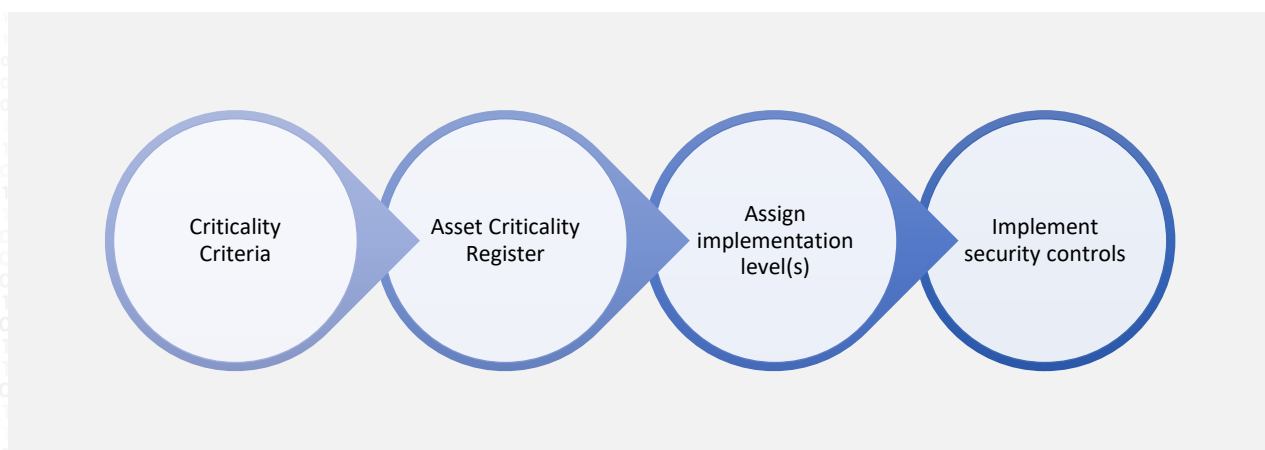 Criticality
Criteria
Asset Criticality
Register
Assign
implementation
level(s)
Implement
security controls